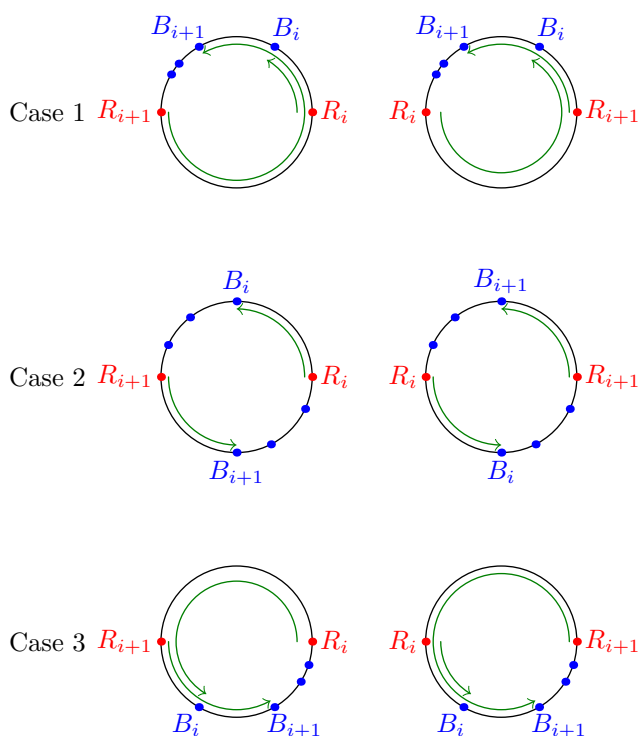 B_{i+1} B_i B_{i+1} B_i
Case 1 R_{i+1} R_i R_i R_{i+1}
B_i B_{i+1}
Case 2 R_{i+1} R_i R_i R_{i+1}
B_{i+1} B_i
Case 3 R_{i+1} R_i R_i R_{i+1}
B_i B_{i+1} B_i B_{i+1}